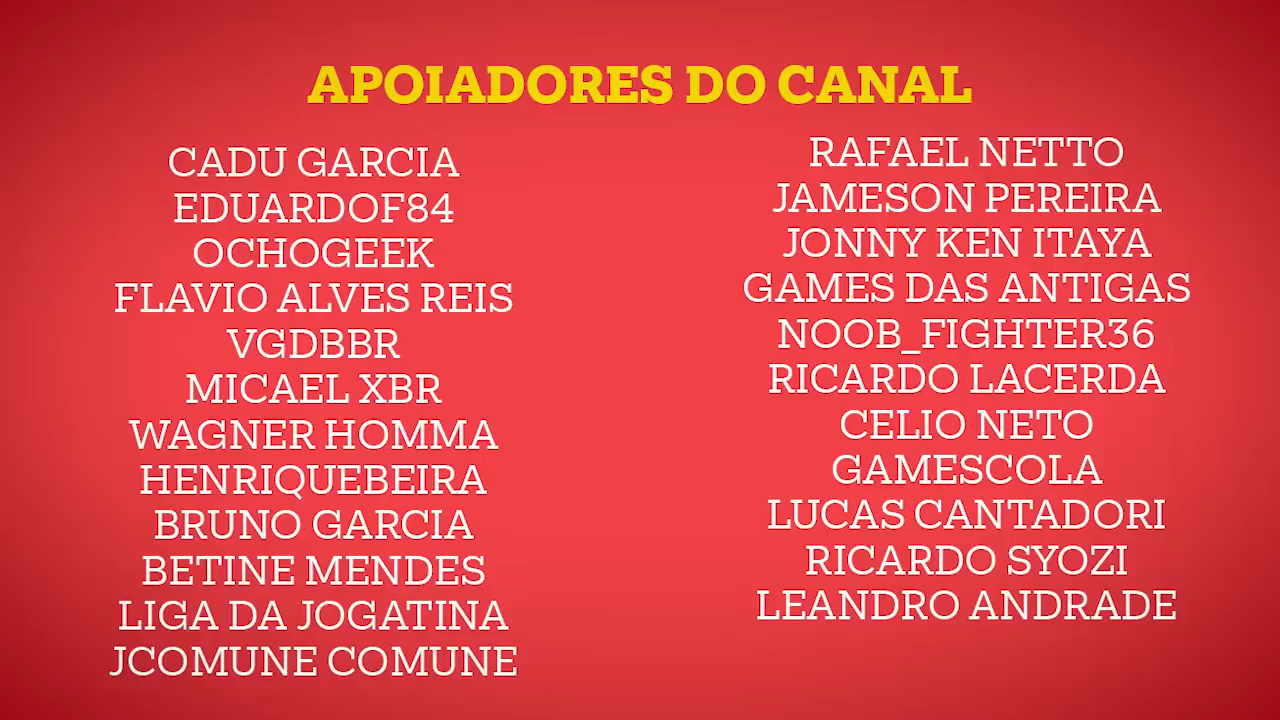 APOIADORES DO CANAL
CADU GARCIA
EDUARDOF84
OCHOGEEK
FLAVIO ALVES REIS
VGDBBR
MICAEL XBR
WAGNER HOMMA
HENRIQUEBEIRA
BRUNO GARCIA
BETINE MENDES
LIGA DA JOGATINA
JCOMUNE COMUNE
RAFAEL NETTO
JAMESON PEREIRA
JONNY KEN ITAYA
GAMES DAS ANTIGAS
NOOB_FIGHTER36
RICARDO LACERDA
CELIO NETO
GAMESCOLA
LUCAS CANTADORI
RICARDO SYOZI
LEANDRO ANDRADE